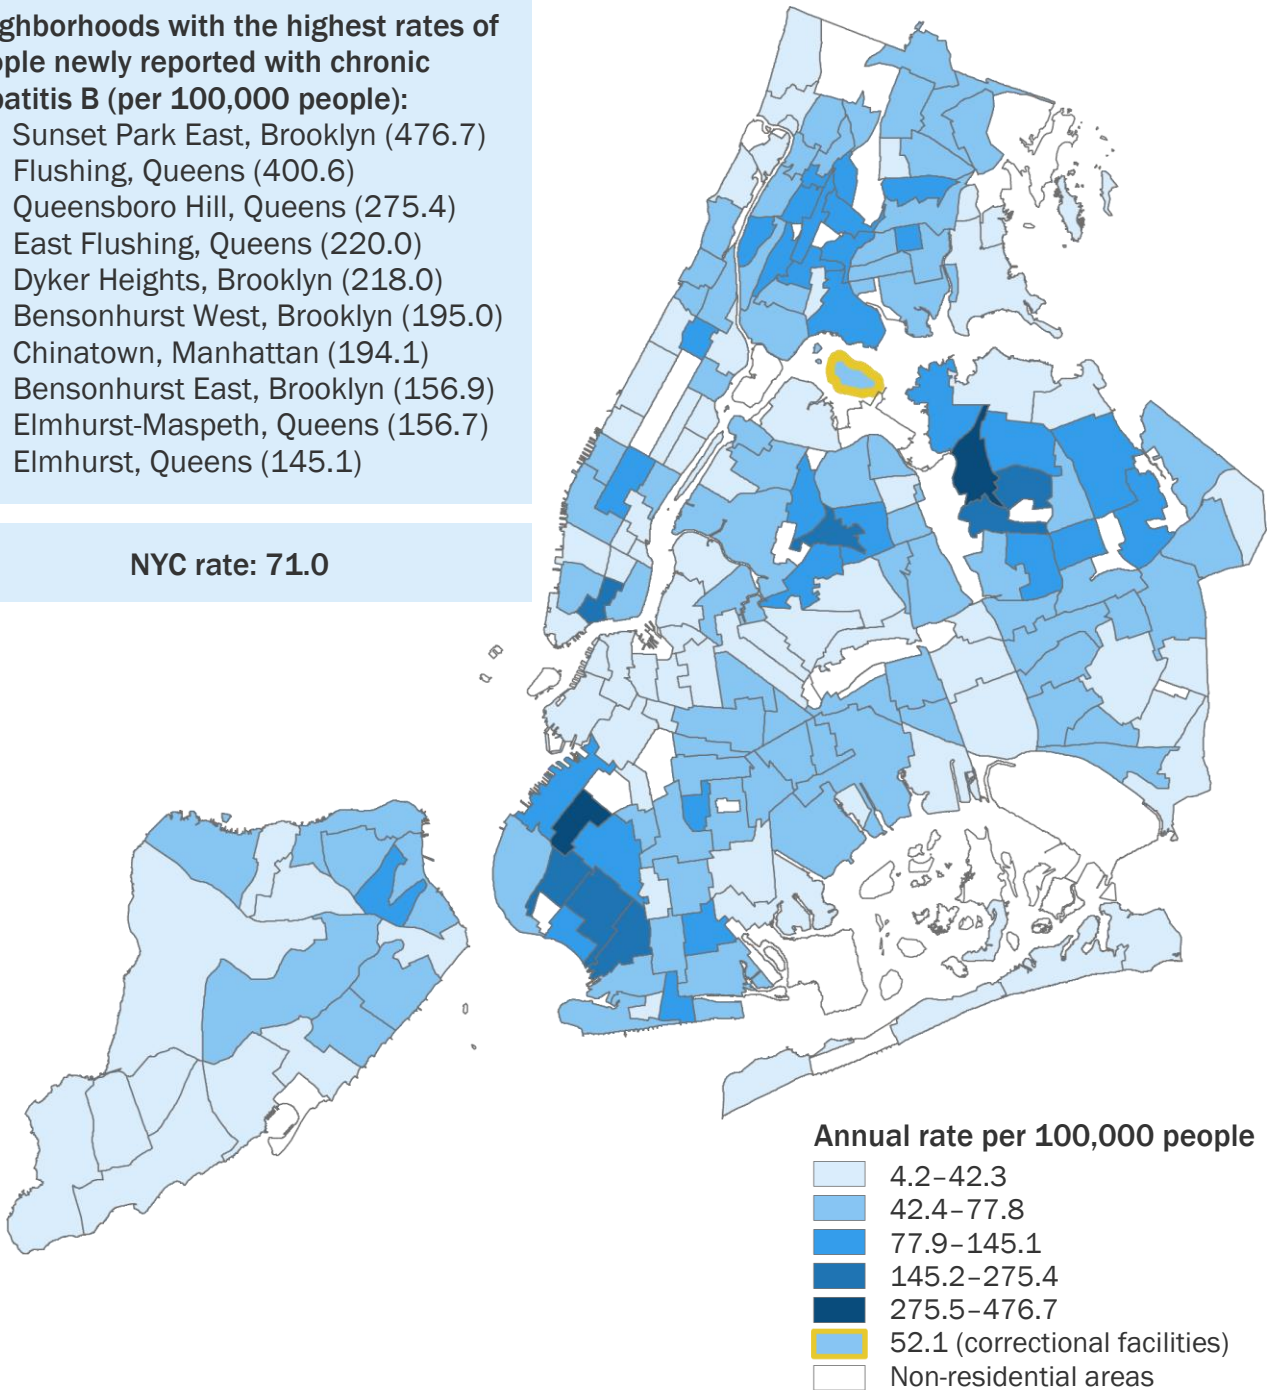 ghborhoods with the highest rates of
ople newly reported with chronic
patitis B (per 100,000 people):
Sunset Park East, Brooklyn (476.7)
Flushing, Queens (400.6)
Queensboro Hill, Queens (275.4)
East Flushing, Queens (220.0)
Dyker Heights, Brooklyn (218.0)
Bensonhurst West, Brooklyn (195.0)
Chinatown, Manhattan (194.1)
Bensonhurst East, Brooklyn (156.9)
Elmhurst-Maspeth, Queens (156.7)
Elmhurst, Queens (145.1)
NYC rate: 71.0
Annual rate per 100,000 people
4.2–42.3
42.4–77.8
77.9–145.1
145.2–275.4
275.5–476.7
52.1 (correctional facilities)
Non-residential areas